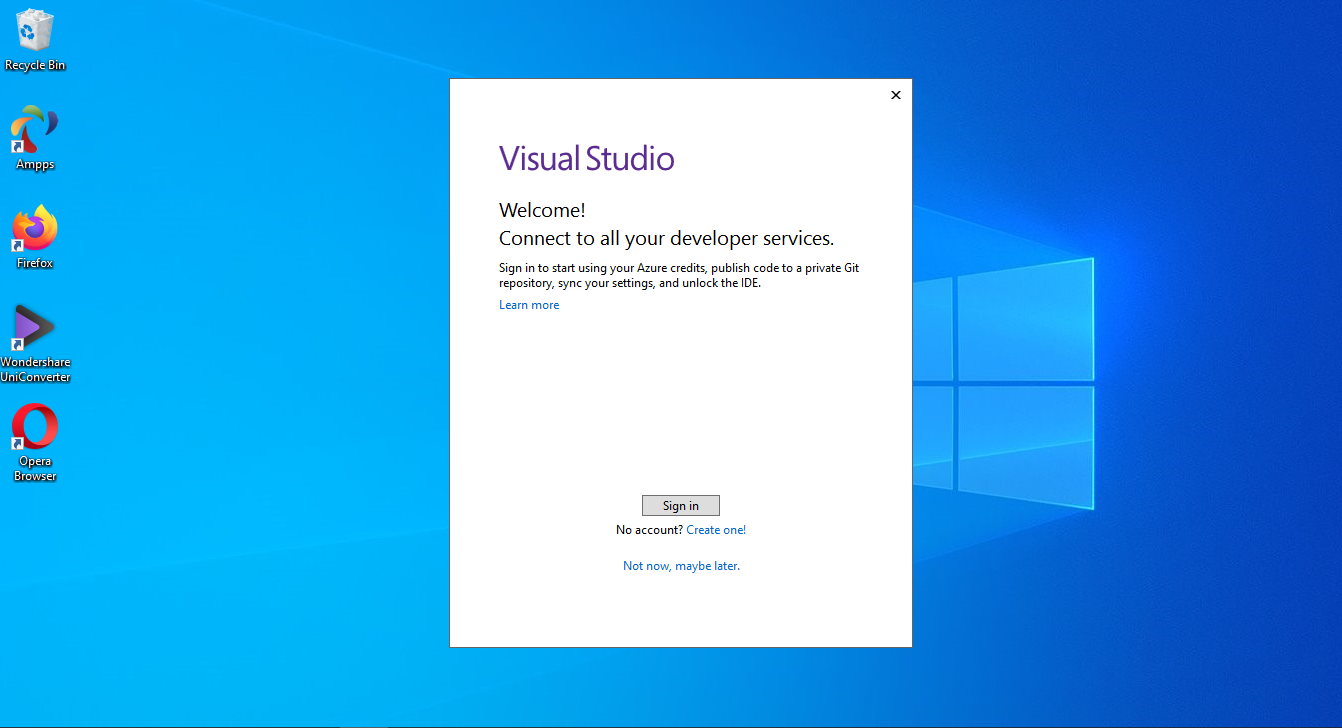 Recycle Bin
Ampps
Firefox
Wondershare
UniConverter
Opera
Browser
Visual Studio
Welcome!
Connect to all your developer services.
Sign in to start using your Azure credits, publish code to a private Git
repository, sync your settings, and unlock the IDE.
Learn more
Sign in
No account? Create one!
Not now, maybe later.